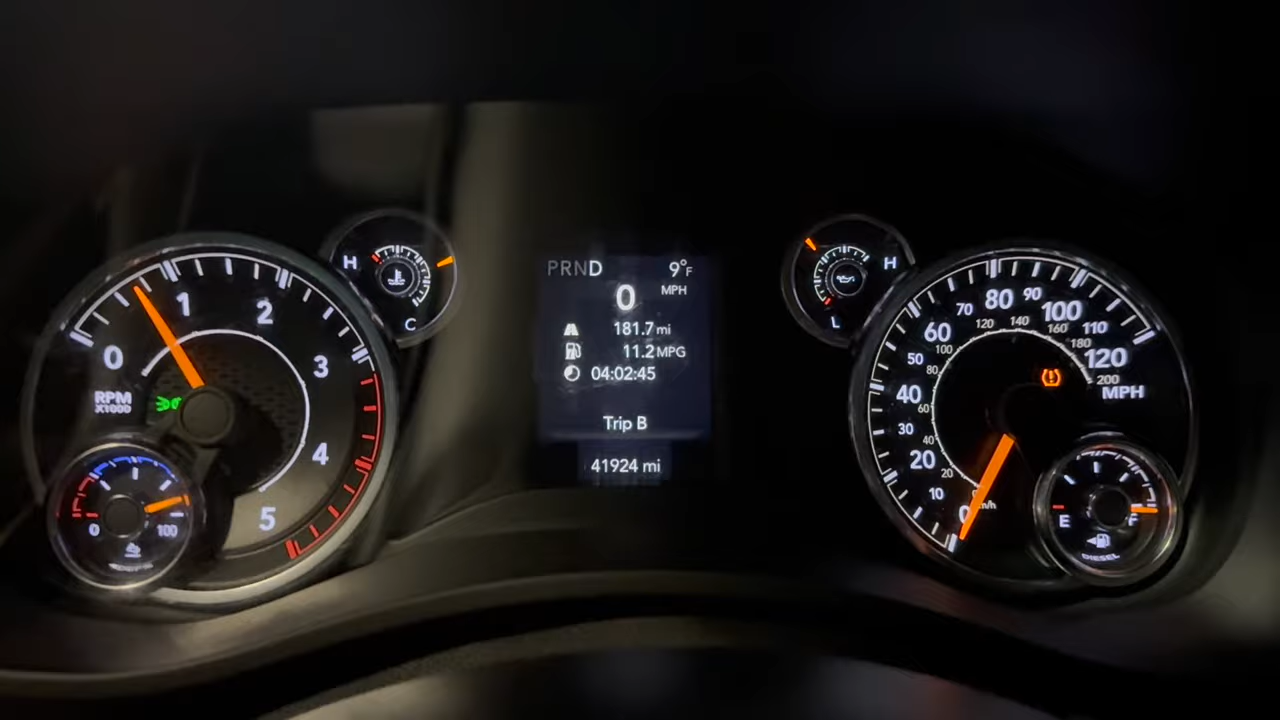 PRND 9°F
0 MPH
181.7 mi
11.2 MPG
04:02:45
Trip B
41924 mi
0 1 2 3 4 5
RPM
X1000
H
C
0 100
H
L
0 10 20 30 40 50 60 70 80 90 100 110 120
MPH
20 40 60 80 100 120 140 160 180 200
E F
DIESEL